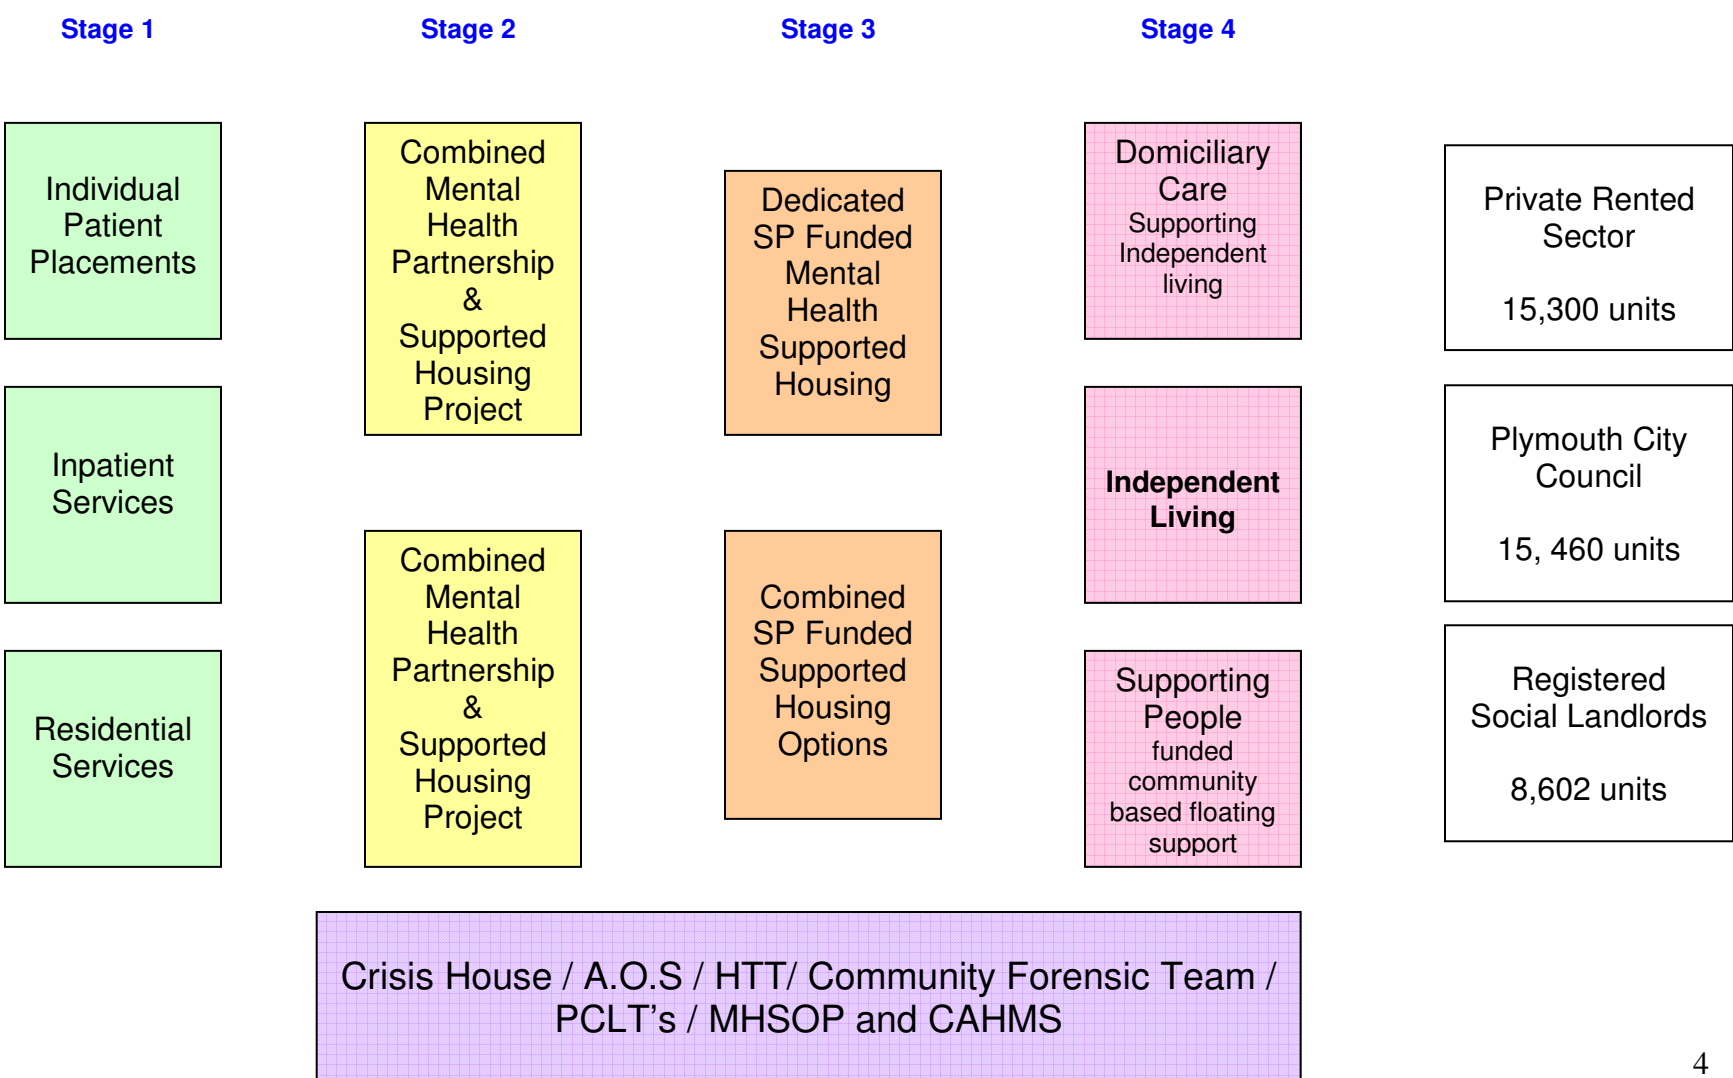 Stage 1
Stage 2
Stage 3
Stage 4
Individual
Patient
Placements
Inpatient
Services
Residential
Services
Combined
Mental
Health
Partnership
&
Supported
Housing
Project
Combined
Mental
Health
Partnership
&
Supported
Housing
Project
Dedicated
SP Funded
Mental
Health
Supported
Housing
Combined
SP Funded
Supported
Housing
Options
Domiciliary
Care
Supporting
Independent
living
Independent
Living
Supporting
People
funded
community
based floating
support
Private Rented
Sector
15,300 units
Plymouth City
Council
15, 460 units
Registered
Social Landlords
8,602 units
Crisis House / A.O.S / HTT/ Community Forensic Team /
PCLT’s / MHSOP and CAHMS
4